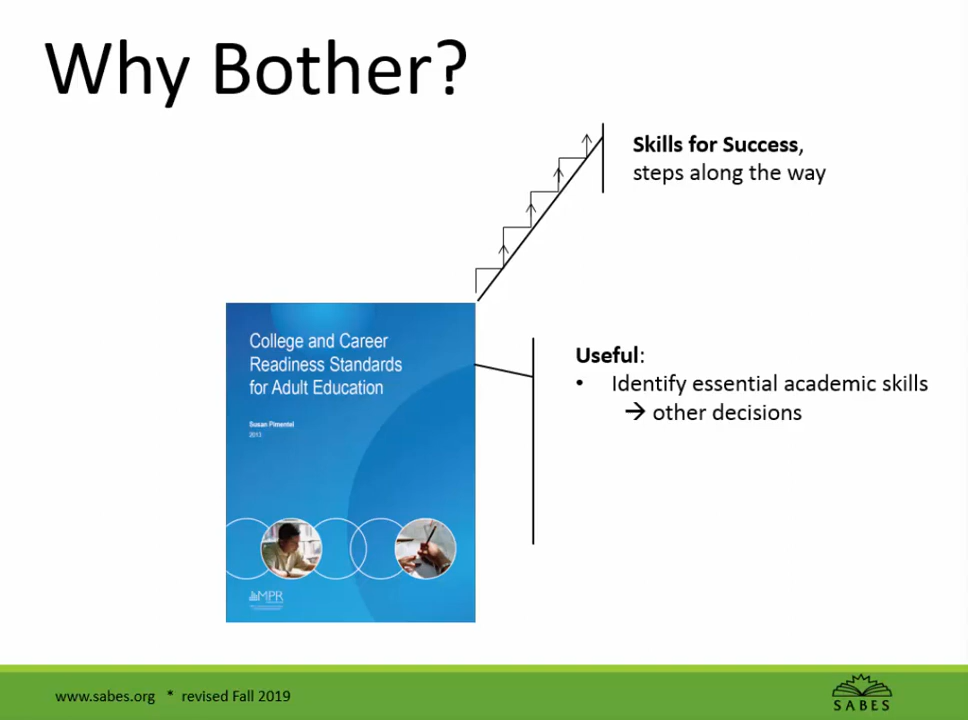 Why Bother?
Skills for Success,
steps along the way
College and Career
Readiness Standards
for Adult Education
Susan Pimentel
2013
MPR
Useful:
• Identify essential academic skills
→ other decisions
www.sabes.org * revised Fall 2019
SABES